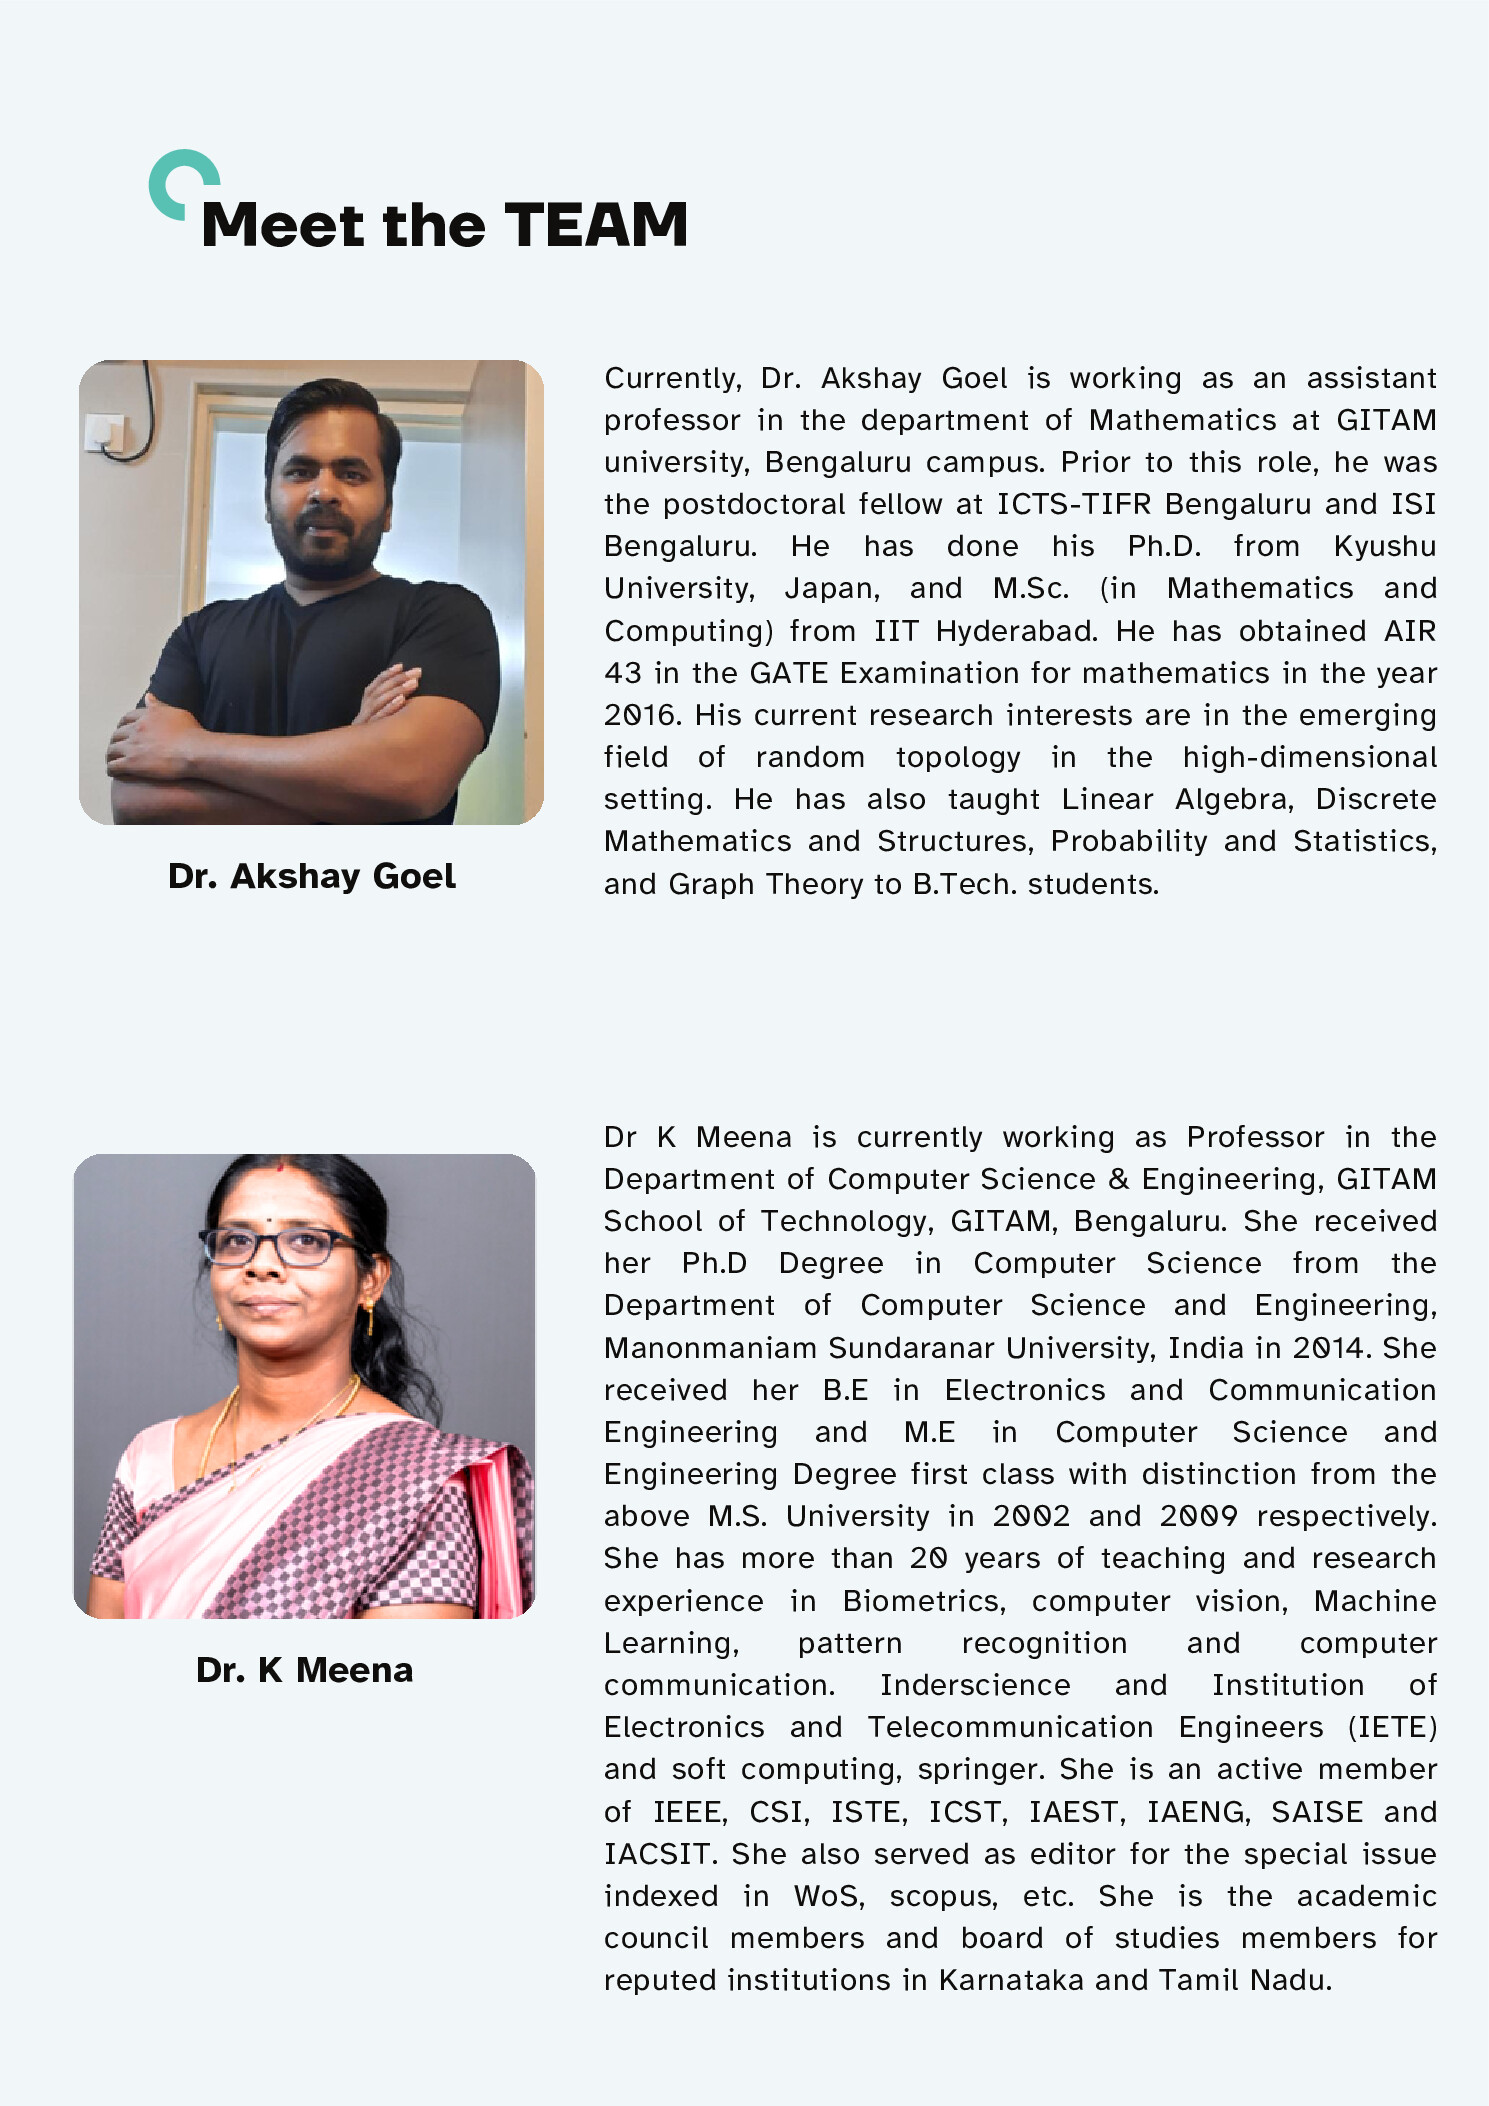 Meet the TEAM
Currently, Dr. Akshay Goel is working as an assistant
professor in the department of Mathematics at GITAM
university, Bengaluru campus. Prior to this role, he was
the postdoctoral fellow at ICTS-TIFR Bengaluru and ISI
Bengaluru. He has done his Ph.D. from Kyushu
University, Japan, and M.Sc. (in Mathematics and
Computing) from IIT Hyderabad. He has obtained AIR
43 in the GATE Examination for mathematics in the year
2016. His current research interests are in the emerging
field of random topology in the high-dimensional
setting. He has also taught Linear Algebra, Discrete
Mathematics and Structures, Probability and Statistics,
and Graph Theory to B.Tech. students.
Dr. Akshay Goel
Dr K Meena is currently working as Professor in the
Department of Computer Science & Engineering, GITAM
School of Technology, GITAM, Bengaluru. She received
her Ph.D Degree in Computer Science from the
Department of Computer Science and Engineering,
Manonmaniam Sundaranar University, India in 2014. She
received her B.E in Electronics and Communication
Engineering and M.E in Computer Science and
Engineering Degree first class with distinction from the
above M.S. University in 2002 and 2009 respectively.
She has more than 20 years of teaching and research
experience in Biometrics, computer vision, Machine
Learning, pattern recognition and computer
communication. Inderscience and Institution of
Electronics and Telecommunication Engineers (IETE)
and soft computing, springer. She is an active member
of IEEE, CSI, ISTE, ICST, IAEST, IAENG, SAISE and
IACSIT. She also served as editor for the special issue
indexed in WoS, scopus, etc. She is the academic
council members and board of studies members for
reputed institutions in Karnataka and Tamil Nadu.
Dr. K Meena